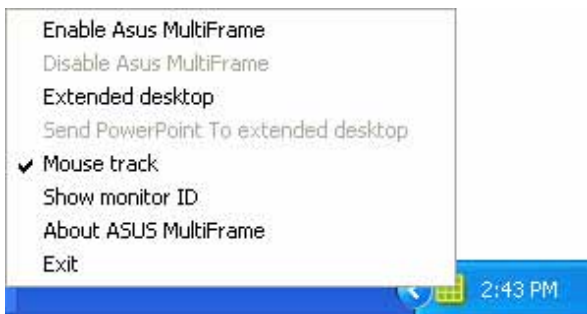 Enable Asus MultiFrame
Disable Asus MultiFrame
Extended desktop
Send PowerPoint To extended desktop
Mouse track
Show monitor ID
About ASUS MultiFrame
Exit
2:43 PM